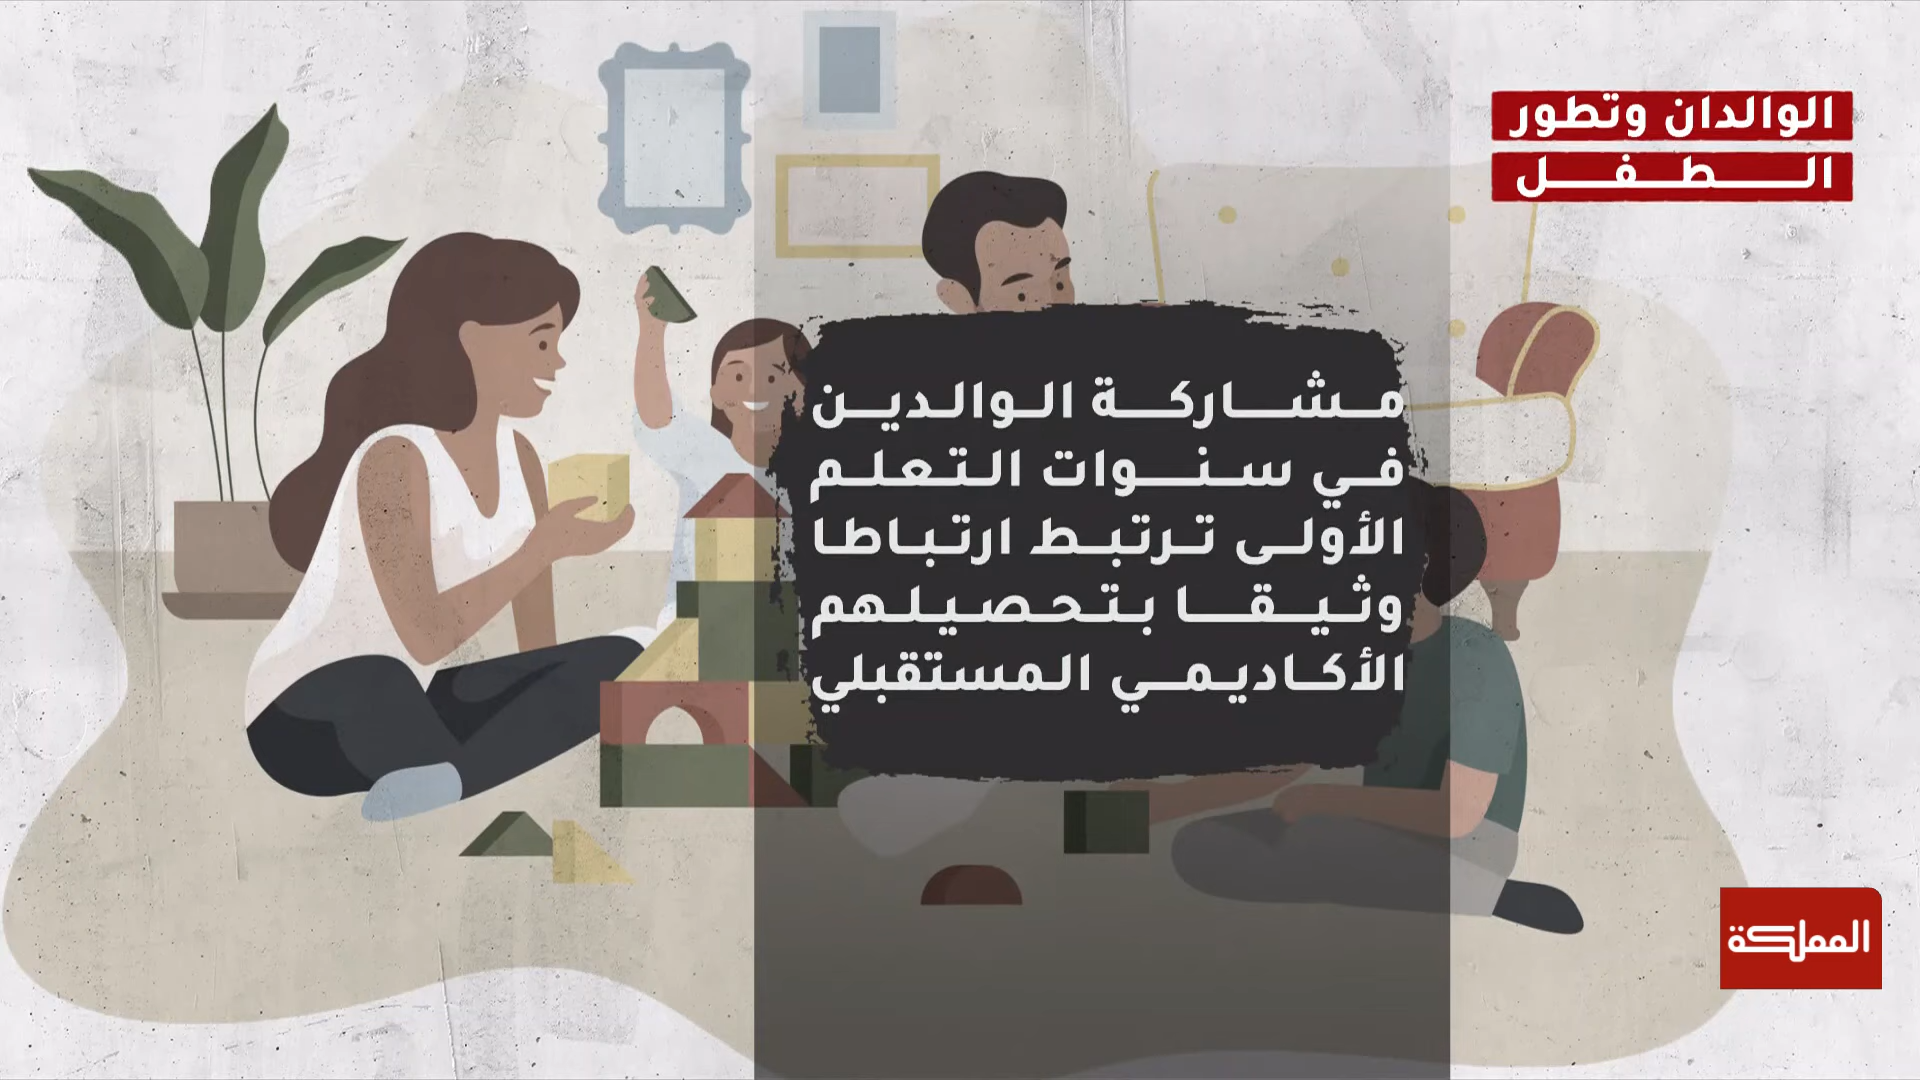 الوالدان وتطور
الطفل
مشاركة الوالدين
في سنوات التعلم
الأولى ترتبط ارتباطا
وثيقا بتحصيلهم
الأكاديمي المستقبلي
المملكة